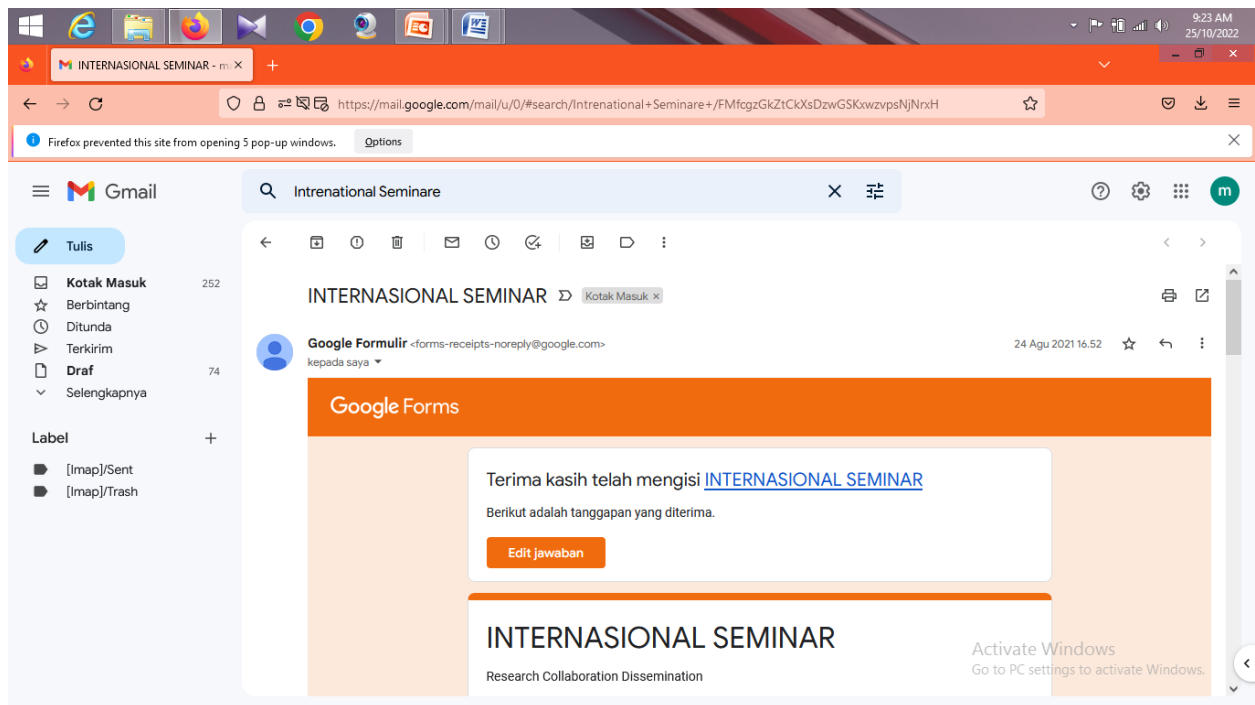 9:23 AM
25/10/2022
INTERNASIONAL SEMINAR - m
https://mail.google.com/mail/u/0/#search/Intrenational+Seminare+/FMfcgzGkZtCkXsDzwGSKxwzvpsNjNrxH
Firefox prevented this site from opening 5 pop-up windows. Options
Gmail
Intrenational Seminare
m
Tulis
Kotak Masuk 252
Berbintang
Ditunda
Terkirim
Draf 74
Selengkapnya
Label
[Imap]/Sent
[Imap]/Trash
INTERNASIONAL SEMINAR Kotak Masuk ×
Google Formulir <forms-receipts-noreply@google.com> 24 Agu 2021 16.52
kepada saya
Google Forms
Terima kasih telah mengisi INTERNASIONAL SEMINAR
Berikut adalah tanggapan yang diterima.
Edit jawaban
INTERNASIONAL SEMINAR
Research Collaboration Dissemination
Activate Windows
Go to PC settings to activate Windows.